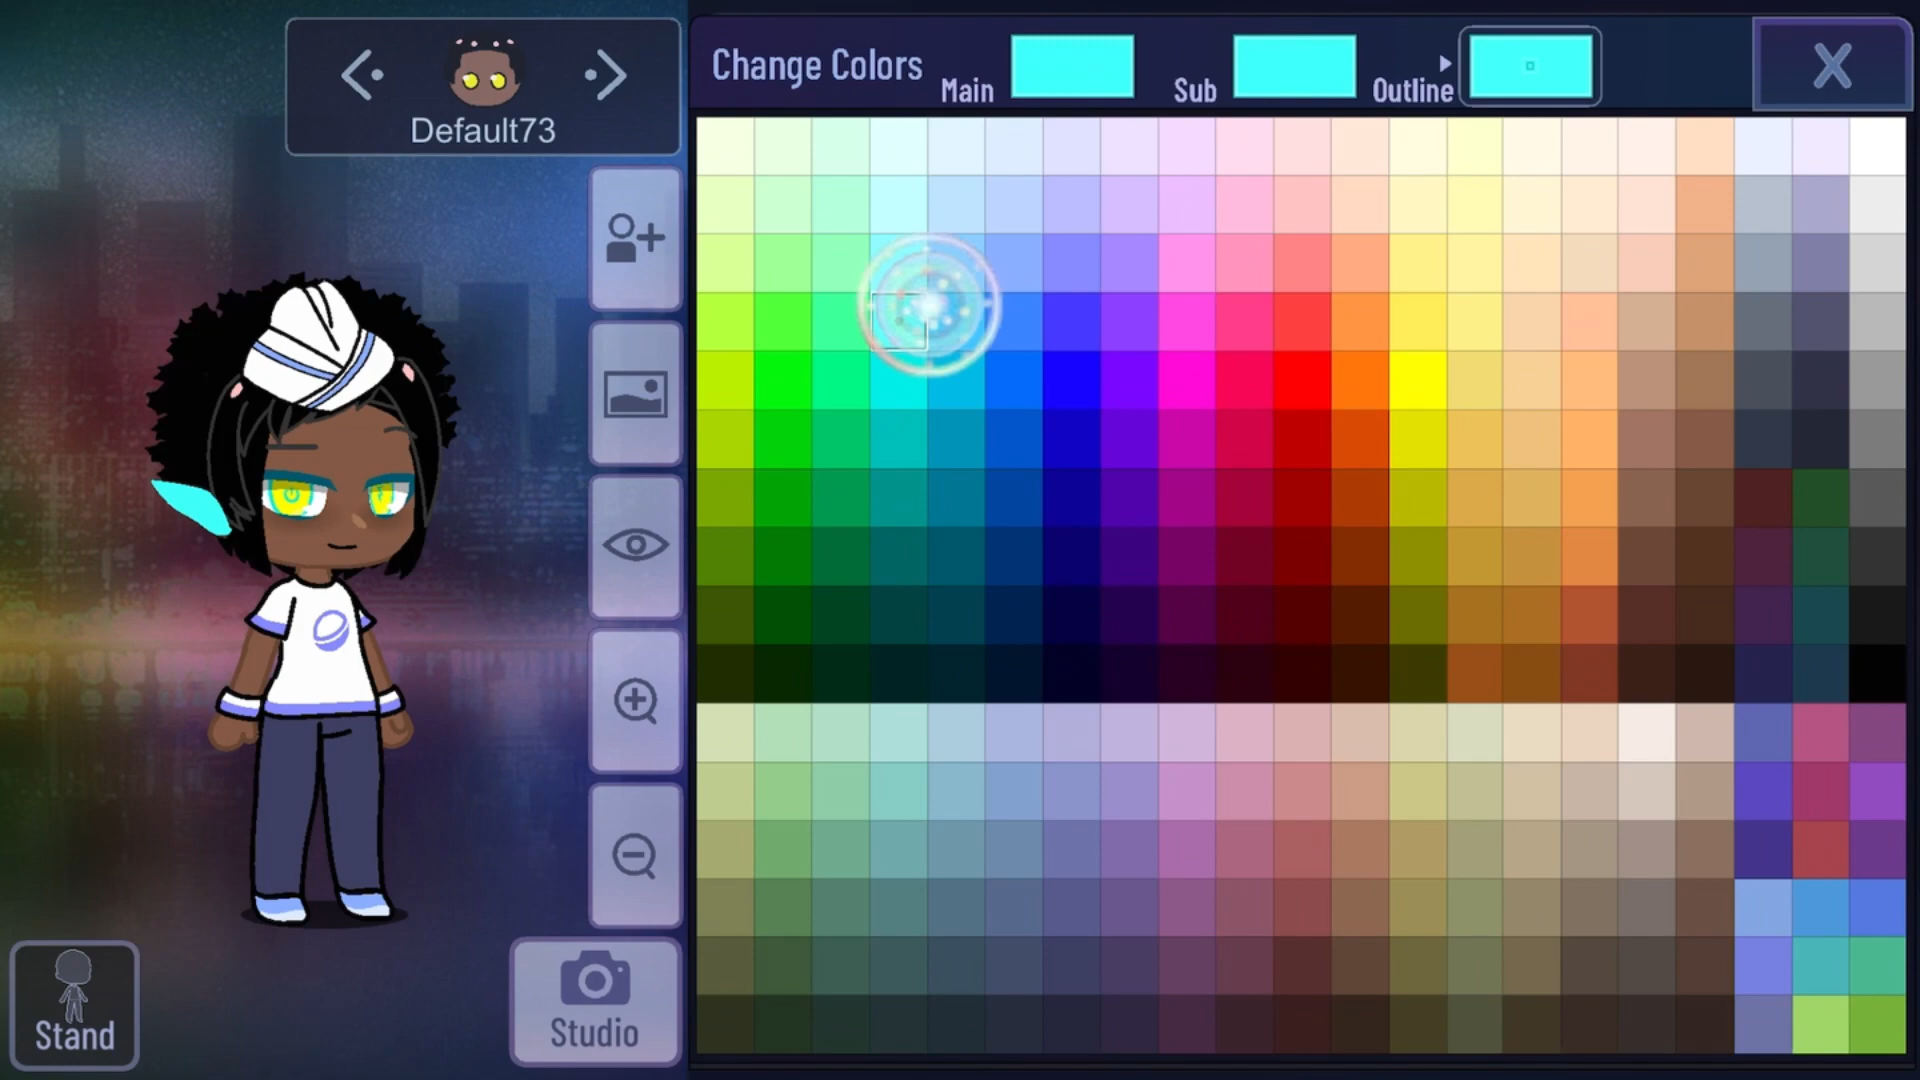 Default73
Change Colors
Main
Sub
Outline
X
Stand
Studio